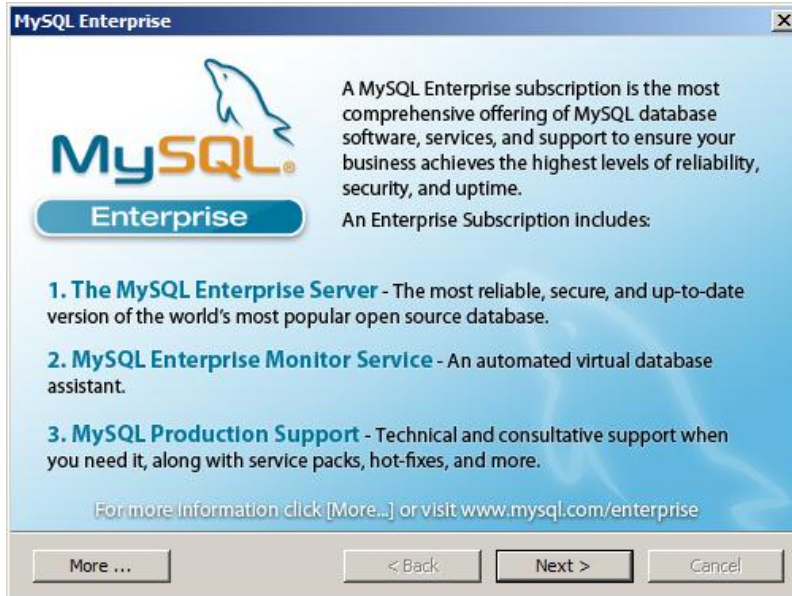 MySQL Enterprise
A MySQL Enterprise subscription is the most
comprehensive offering of MySQL database
software, services, and support to ensure your
business achieves the highest levels of reliability,
security, and uptime.
MySQL®
Enterprise
An Enterprise Subscription includes:
1. The MySQL Enterprise Server - The most reliable, secure, and up-to-date
version of the world's most popular open source database.
2. MySQL Enterprise Monitor Service - An automated virtual database
assistant.
3. MySQL Production Support - Technical and consultative support when
you need it, along with service packs, hot-fixes, and more.
For more information click [More...] or visit www.mysql.com/enterprise
More ... < Back Next > Cancel